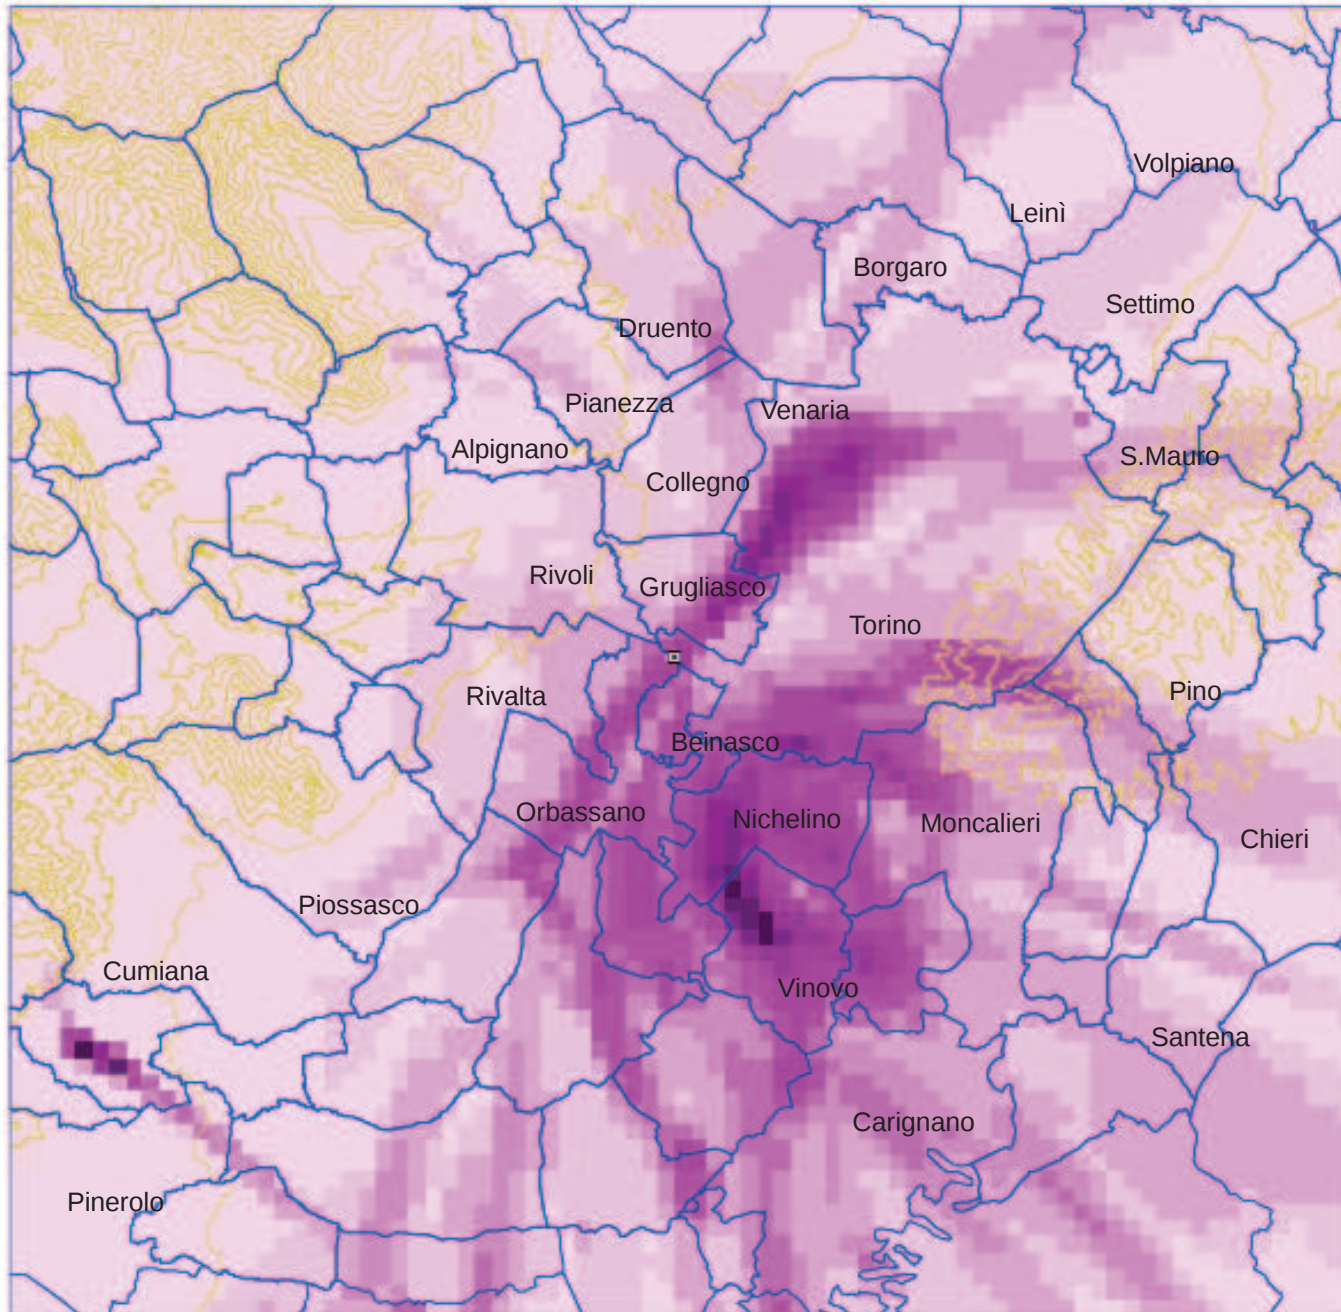 Volpiano
Leinì
Borgaro
Settimo
Druento
Pianezza
Venaria
Alpignano
S.Mauro
Collegno
Rivoli
Grugliasco
Torino
Rivalta
Pino
Beinasco
Orbassano
Nichelino
Moncalieri
Chieri
Piossasco
Cumiana
Vinovo
Santena
Carignano
Pinerolo